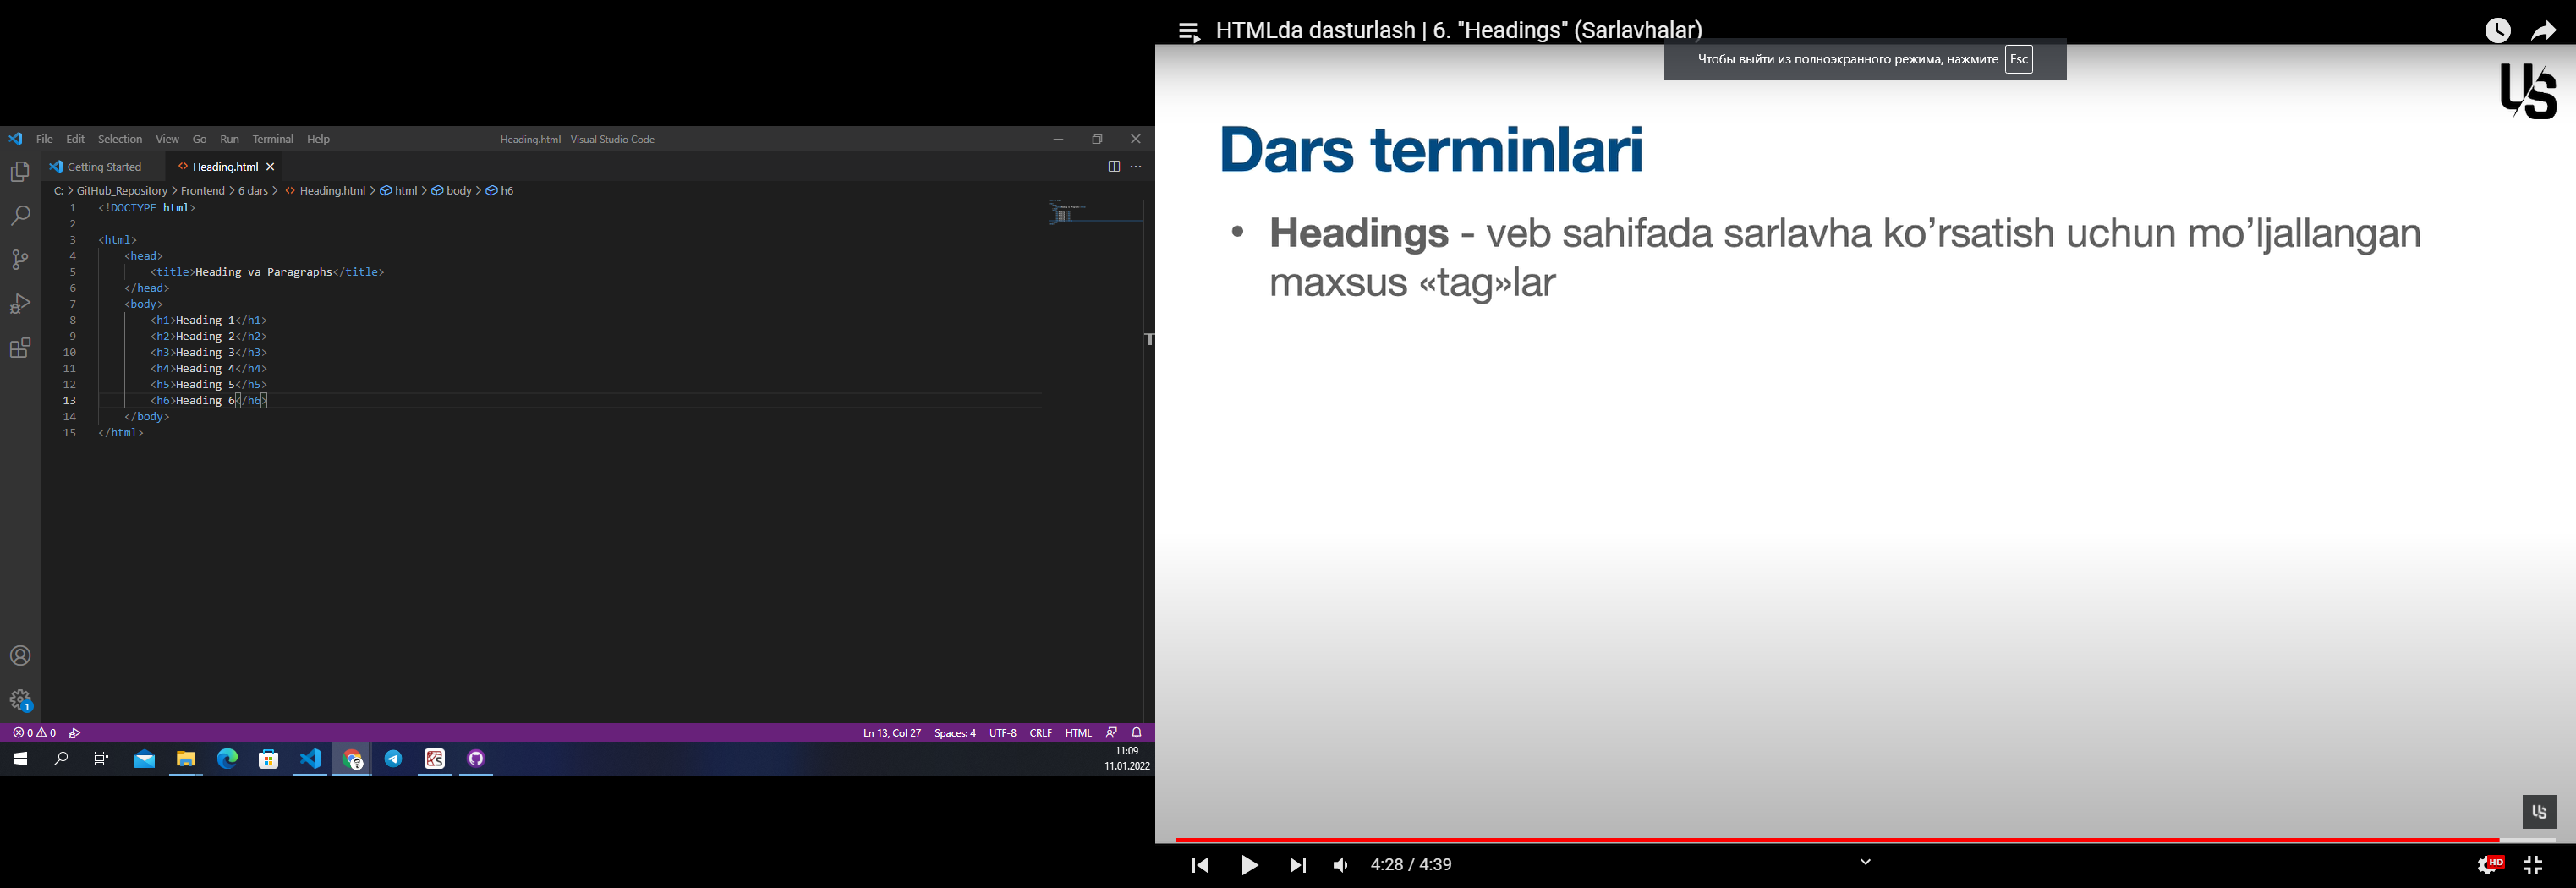 File Edit Selection View Go Run Terminal Help
Heading.html - Visual Studio Code
Getting Started
Heading.html
C: > GitHub_Repository > Frontend > 6 dars > Heading.html > html > body > h6
1 <!DOCTYPE html>
2
3 <html>
4 <head>
5 <title>Heading va Paragraphs</title>
6 </head>
7 <body>
8 <h1>Heading 1</h1>
9 <h2>Heading 2</h2>
10 <h3>Heading 3</h3>
11 <h4>Heading 4</h4>
12 <h5>Heading 5</h5>
13 <h6>Heading 6</h6>
14 </body>
15 </html>
1
0 0
Ln 13, Col 27 Spaces: 4 UTF-8 CRLF HTML
11:09
11.01.2022
HTMLda dasturlash | 6. "Headings" (Sarlavhalar)
Чтобы выйти из полноэкранного режима, нажмите Esc
US
Dars terminlari
• Headings - veb sahifada sarlavha ko’rsatish uchun mo’ljallangan
maxsus «tag»lar
US
4:28 / 4:39
HD